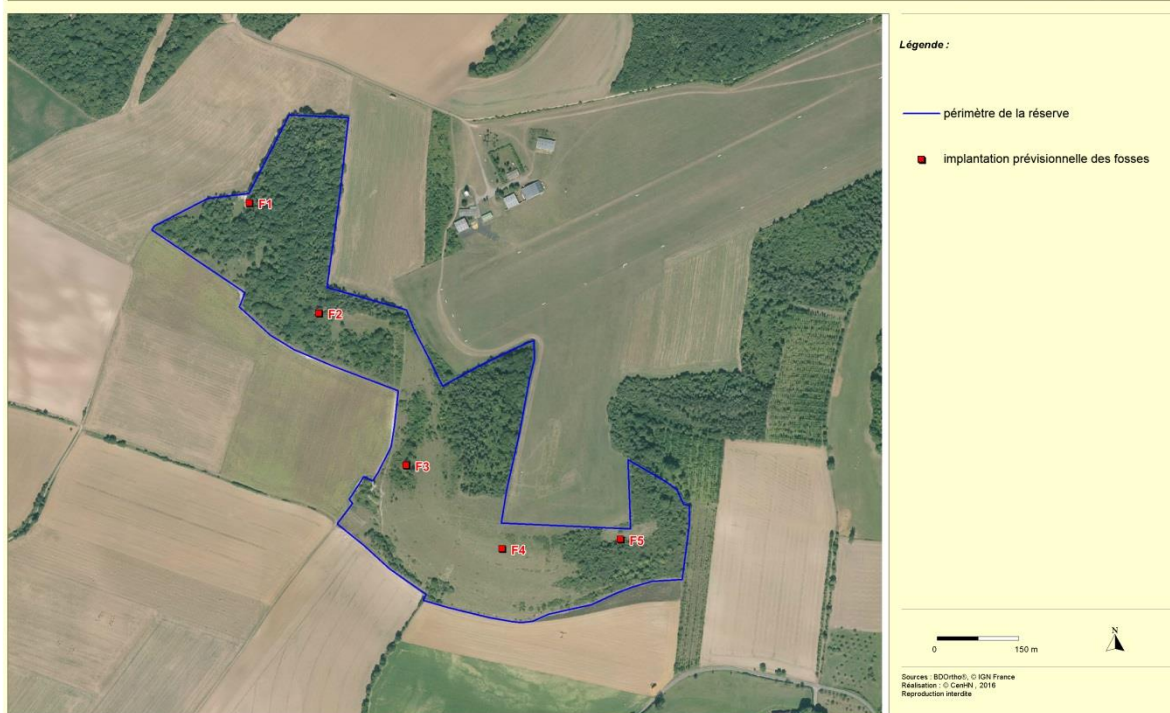 Légende :
périmètre de la réserve
implantation prévisionnelle des fosses
F1
F2
F3
F4
F5
N
0 150 m
Sources : BDOrtho®, © IGN France
Réalisation : © CenHN , 2016
Reproduction interdite